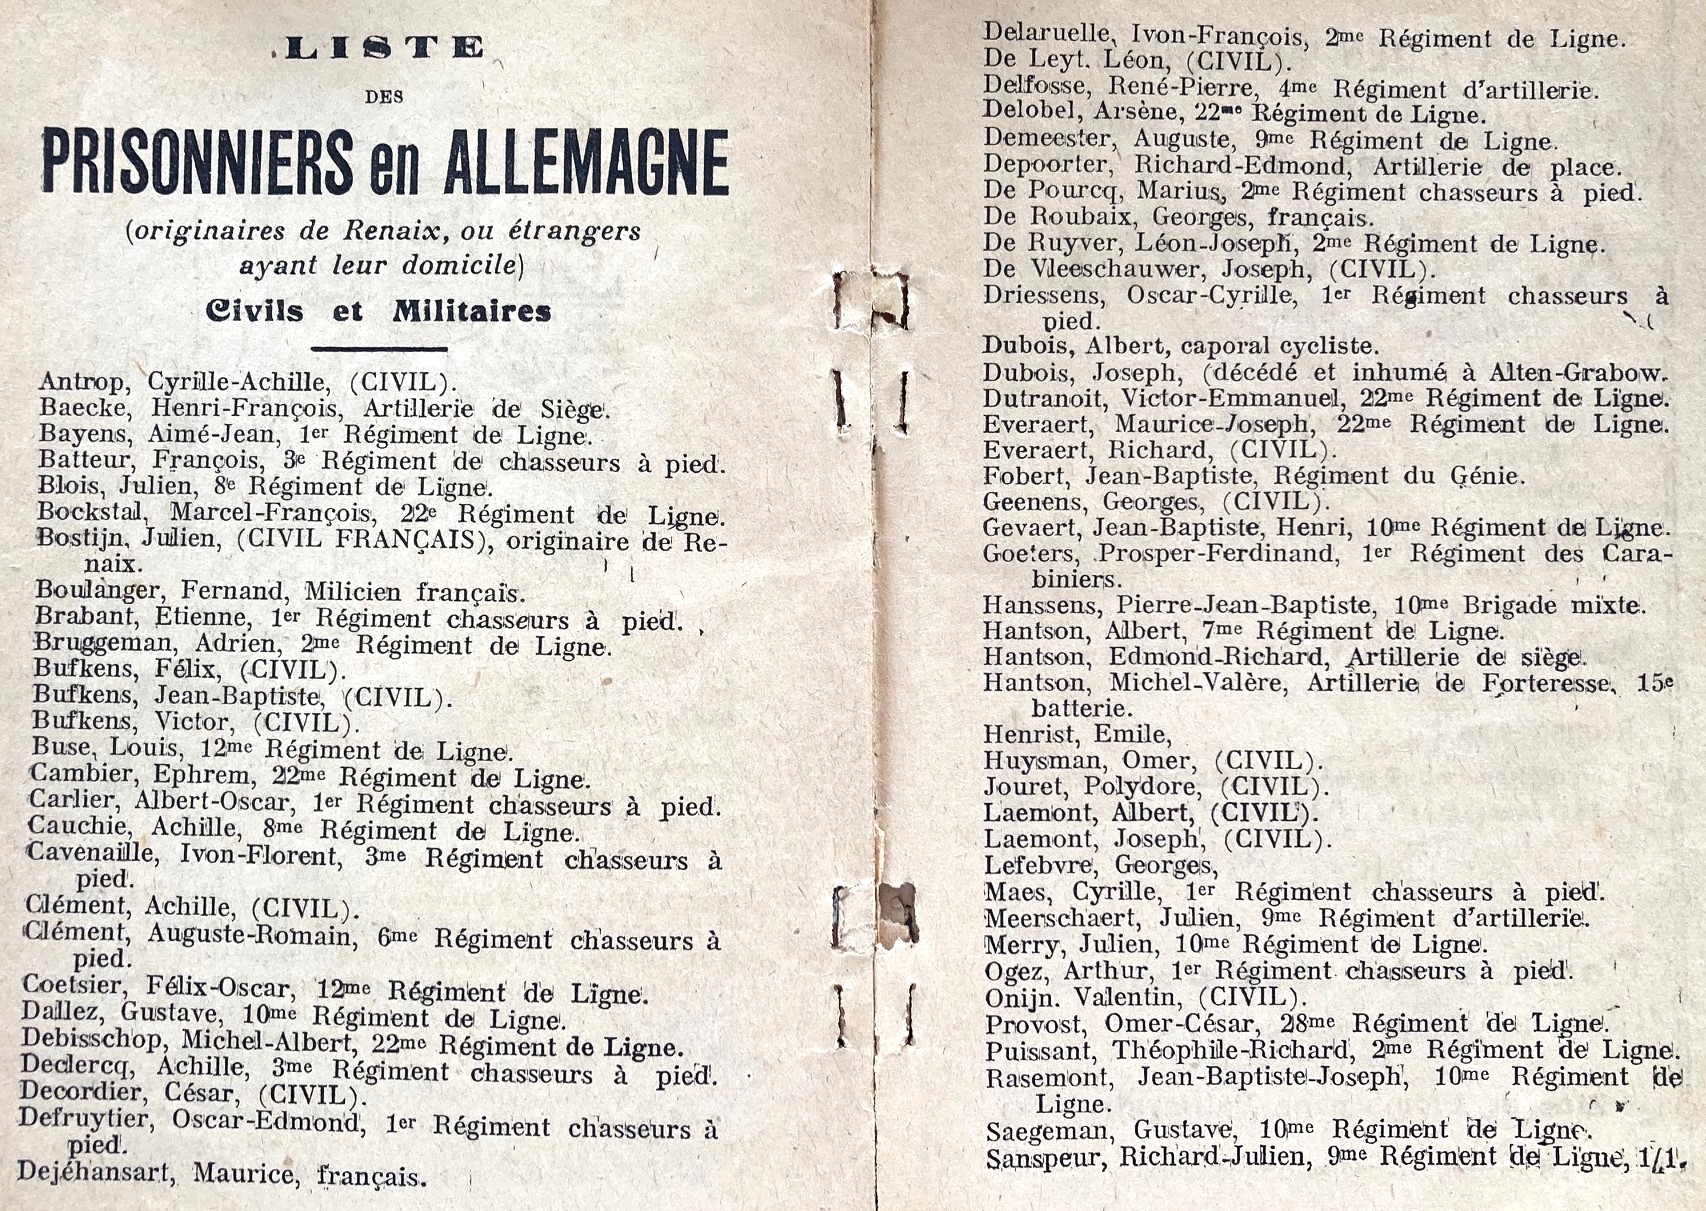 LISTE
DES
PRISONNIERS en ALLEMAGNE
(originaires de Renaix, ou étrangers
ayant leur domicile)
Civils et Militaires
Antrop, Cyrille-Achille, (CIVIL).
Baecke, Henri-François, Artillerie de Siège.
Bayens, Aimé-Jean, 1er Régiment de Ligne.
Batteur, François, 3e Régiment de chasseurs à pied.
Blois, Julien, 8e Régiment de Ligne.
Bockstal, Marcel-François, 22e Régiment de Ligne.
Bostijn, Julien, (CIVIL FRANÇAIS), originaire de Re-
naix.
Boulanger, Fernand, Milicien français.
Brabant, Etienne, 1er Régiment chasseurs à pied.
Bruggeman, Adrien, 2me Régiment de Ligne.
Bufkens, Félix, (CIVIL).
Bufkens, Jean-Baptiste, (CIVIL).
Bufkens, Victor, (CIVIL).
Buse, Louis, 12me Régiment de Ligne.
Cambier, Ephrem, 22me Régiment de Ligne.
Carlier, Albert-Oscar, 1er Régiment chasseurs à pied.
Cauchie, Achille, 8me Régiment de Ligne.
Cavenaille, Ivon-Florent, 3me Régiment chasseurs à
pied.
Clément, Achille, (CIVIL).
Clément, Auguste-Romain, 6me Régiment chasseurs à
pied.
Coetsier, Félix-Oscar, 12me Régiment de Ligne.
Dallez, Gustave, 10me Régiment de Ligne.
Debisschop, Michel-Albert, 22me Régiment de Ligne.
Declercq, Achille, 3me Régiment chasseurs à pied.
Decordier, César, (CIVIL).
Defruytier, Oscar-Edmond, 1er Régiment chasseurs à
pied.
Dejéhansart, Maurice, français.
Delaruelle, Ivon-François, 2me Régiment de Ligne.
De Leyt. Léon, (CIVIL).
Delfosse, René-Pierre, 4me Régiment d'artillerie.
Delobel, Arsène, 22me Régiment de Ligne.
Demeester, Auguste, 9me Régiment de Ligne.
Depoorter, Richard-Edmond, Artillerie de place.
De Pourcq, Marius, 2me Régiment chasseurs à pied.
De Roubaix, Georges, français.
De Ruyver, Léon-Joseph, 2me Régiment de Ligne.
De Vleeschauwer, Joseph, (CIVIL).
Driessens, Oscar-Cyrille, 1er Régiment chasseurs à
pied.
Dubois, Albert, caporal cycliste.
Dubois, Joseph, (décédé et inhumé à Alten-Grabow.
Dutranoit, Victor-Emmanuel, 22me Régiment de Ligne.
Everaert, Maurice-Joseph, 22me Régiment de Ligne.
Everaert, Richard, (CIVIL).
Fobert, Jean-Baptiste, Régiment du Génie.
Geenens, Georges, (CIVIL).
Gevaert, Jean-Baptiste, Henri, 10me Régiment de Ligne.
Goeters, Prosper-Ferdinand, 1er Régiment des Cara-
biniers.
Hanssens, Pierre-Jean-Baptiste, 10me Brigade mixte.
Hantson, Albert, 7me Régiment de Ligne.
Hantson, Edmond-Richard, Artillerie de siège.
Hantson, Michel-Valère, Artillerie de Forteresse, 15e
batterie.
Henrist, Emile,
Huysman, Omer, (CIVIL).
Jouret, Polydore, (CIVIL).
Laemont, Albert, (CIVIL).
Laemont, Joseph, (CIVIL).
Lefebvre, Georges,
Maes, Cyrille, 1er Régiment chasseurs à pied.
Meerschaert, Julien, 9me Régiment d'artillerie.
Merry, Julien, 10me Régiment de Ligne.
Ogez, Arthur, 1er Régiment chasseurs à pied.
Onijn. Valentin, (CIVIL).
Provost, Omer-César, 28me Régiment de Ligne.
Puissant, Théophile-Richard, 2me Régiment de Ligne.
Rasemont, Jean-Baptiste-Joseph, 10me Régiment de
Ligne.
Saegeman, Gustave, 10me Régiment de Ligne.
Sanspeur, Richard-Julien, 9me Régiment de Ligne, 1/1.